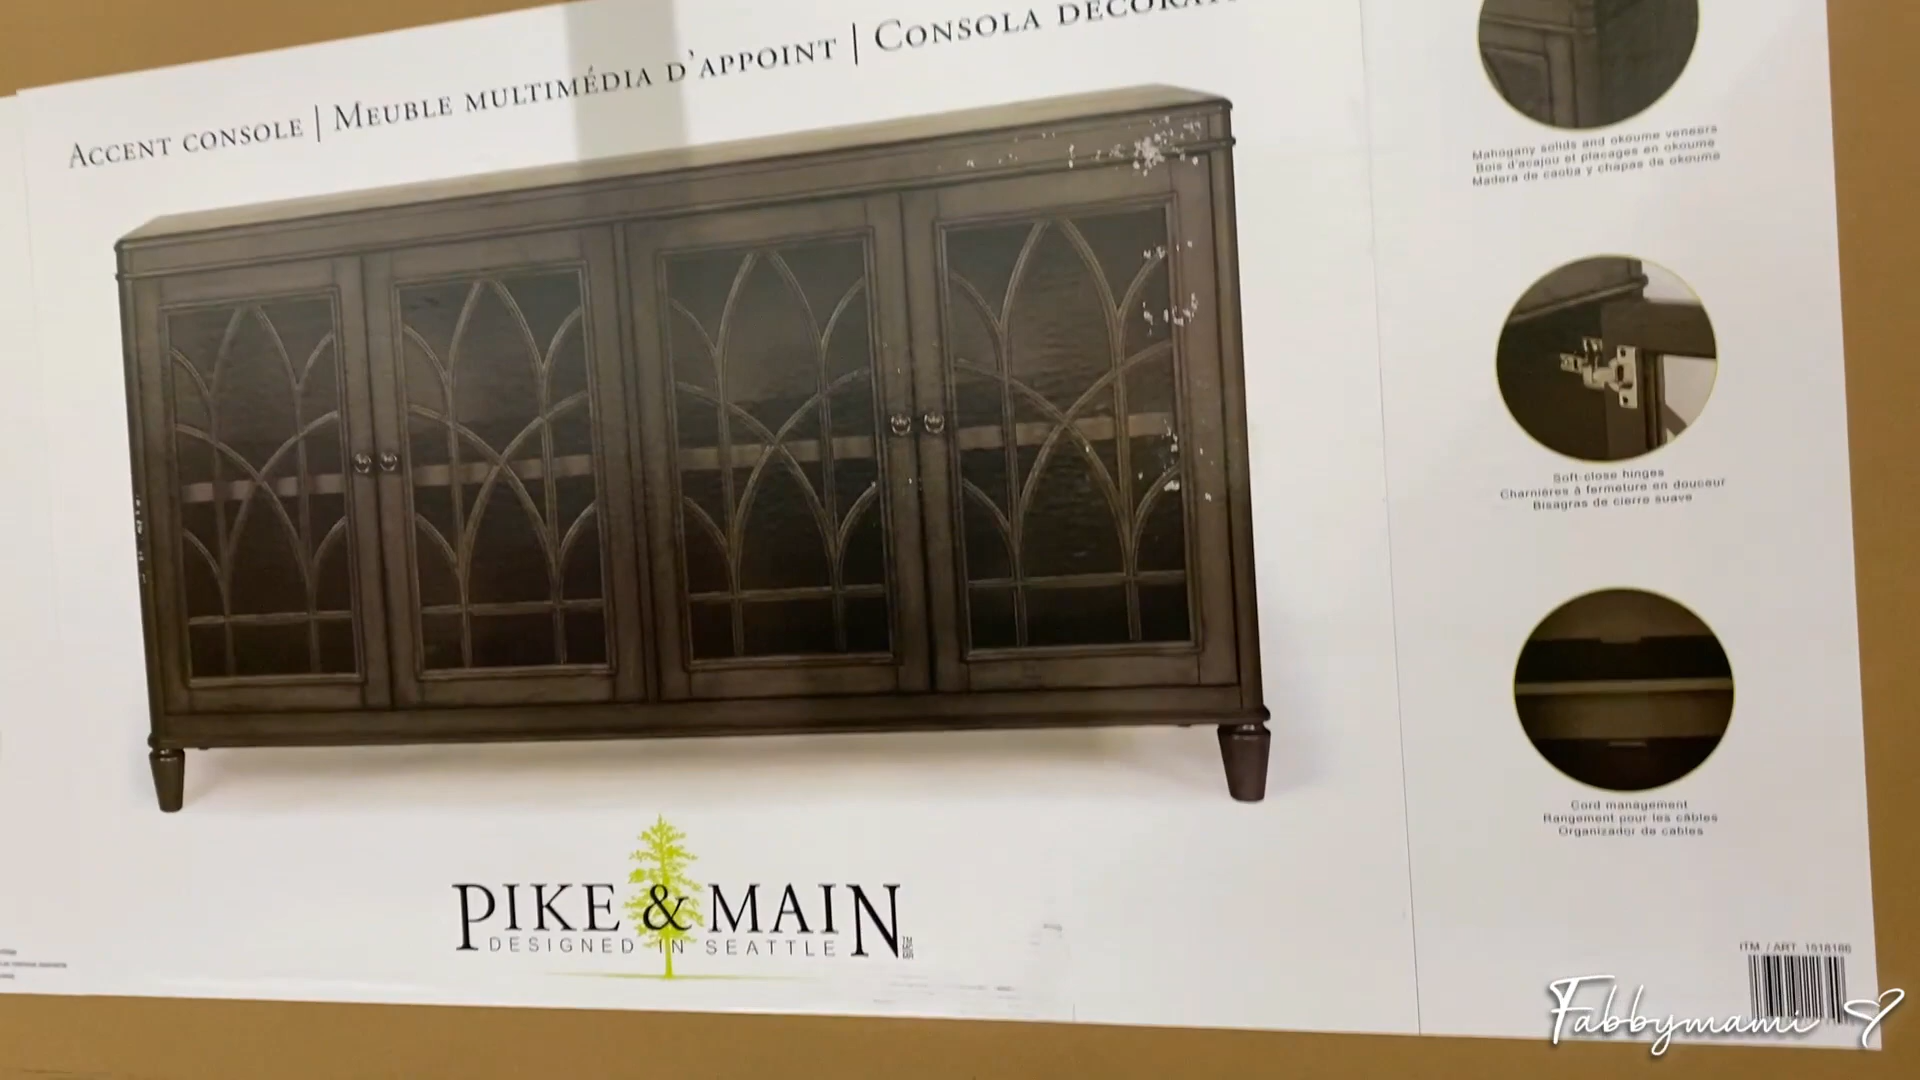 ACCENT CONSOLE | MEUBLE MULTIMÉDIA D'APPOINT | CONSOLA
Mahogany solids and okoume veneers
Bois d'acajou et placages en okoume
Madera de caoba y chapas de okoume
Soft-close hinges
Charnières à fermeture en douceur
Bisagras de cierre suave
Cord management
Rangement pour les câbles
Organizador de cables
PIKE & MAIN
DESIGNED IN SEATTLE
ITM. / ART. 1518186
Fabbymami